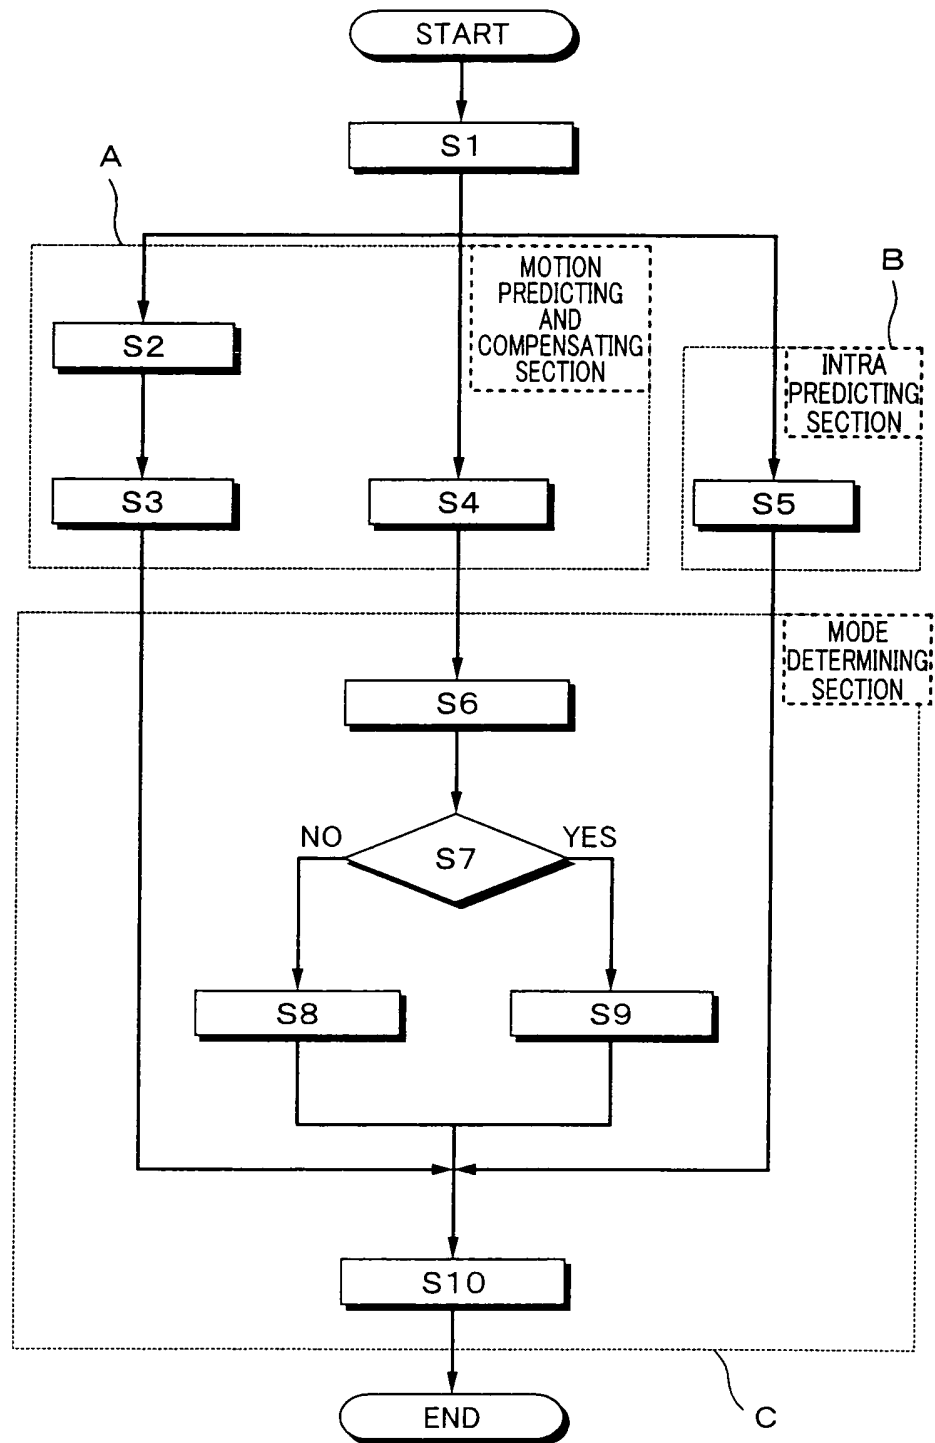 START
S1
A
MOTION
PREDICTING
AND
COMPENSATING
SECTION
B
INTRA
PREDICTING
SECTION
S2
S3
S4
S5
MODE
DETERMINING
SECTION
S6
NO
YES
S7
S8
S9
S10
END
C